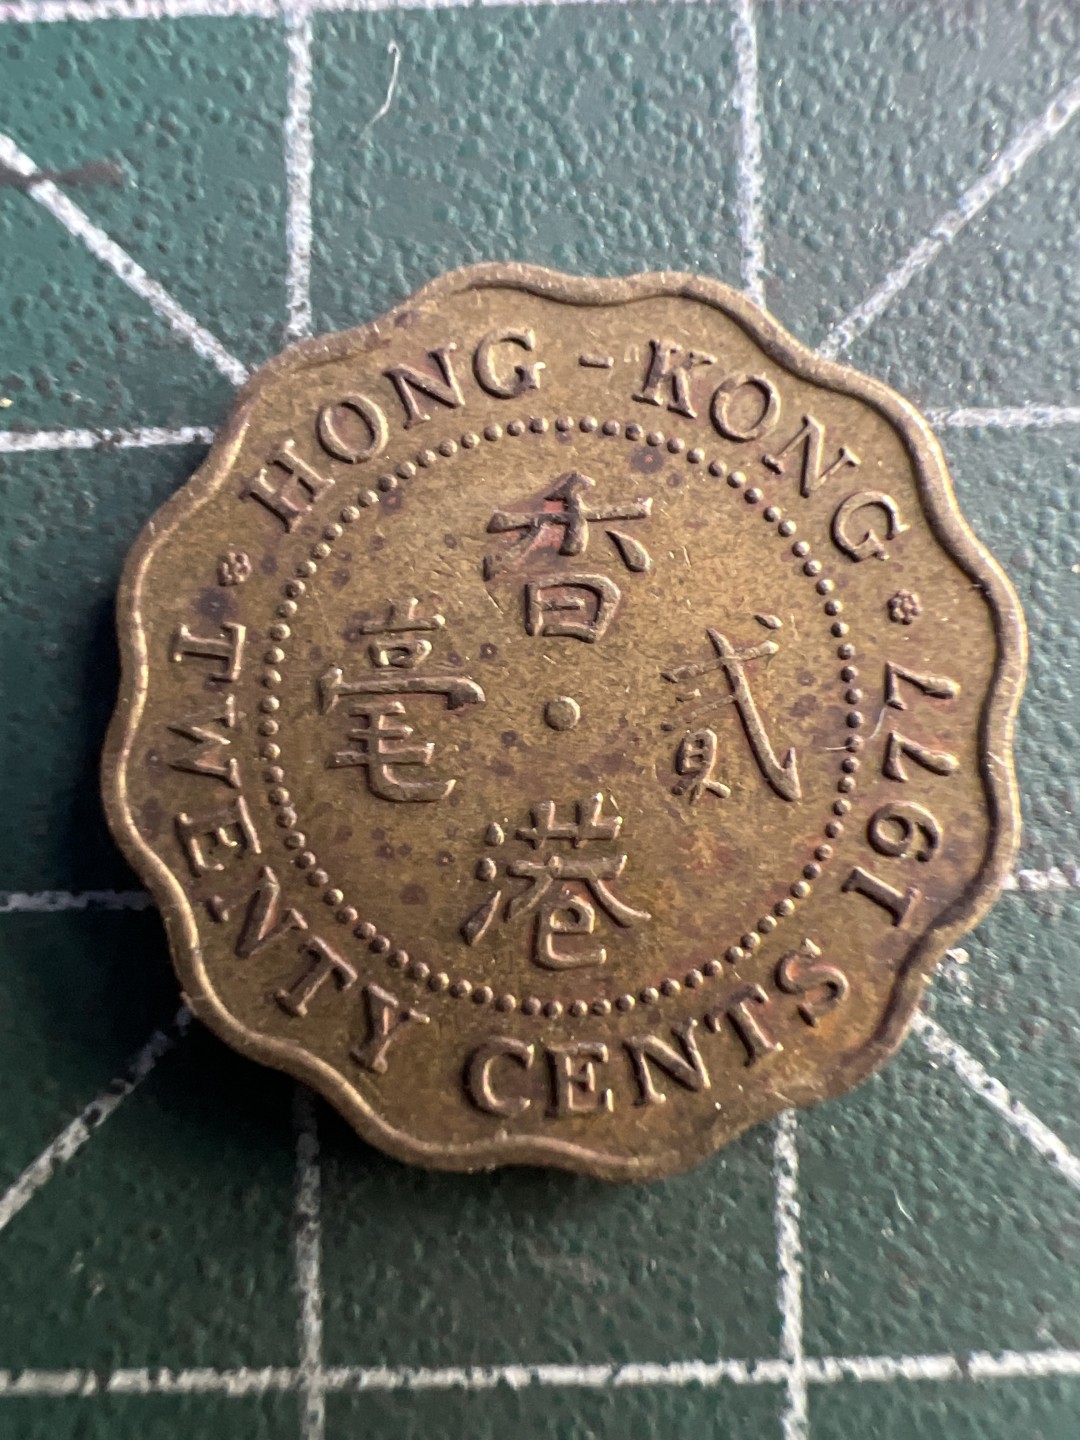 HONG-KONG
香港
貳毫
TWENTY CENTS 1977